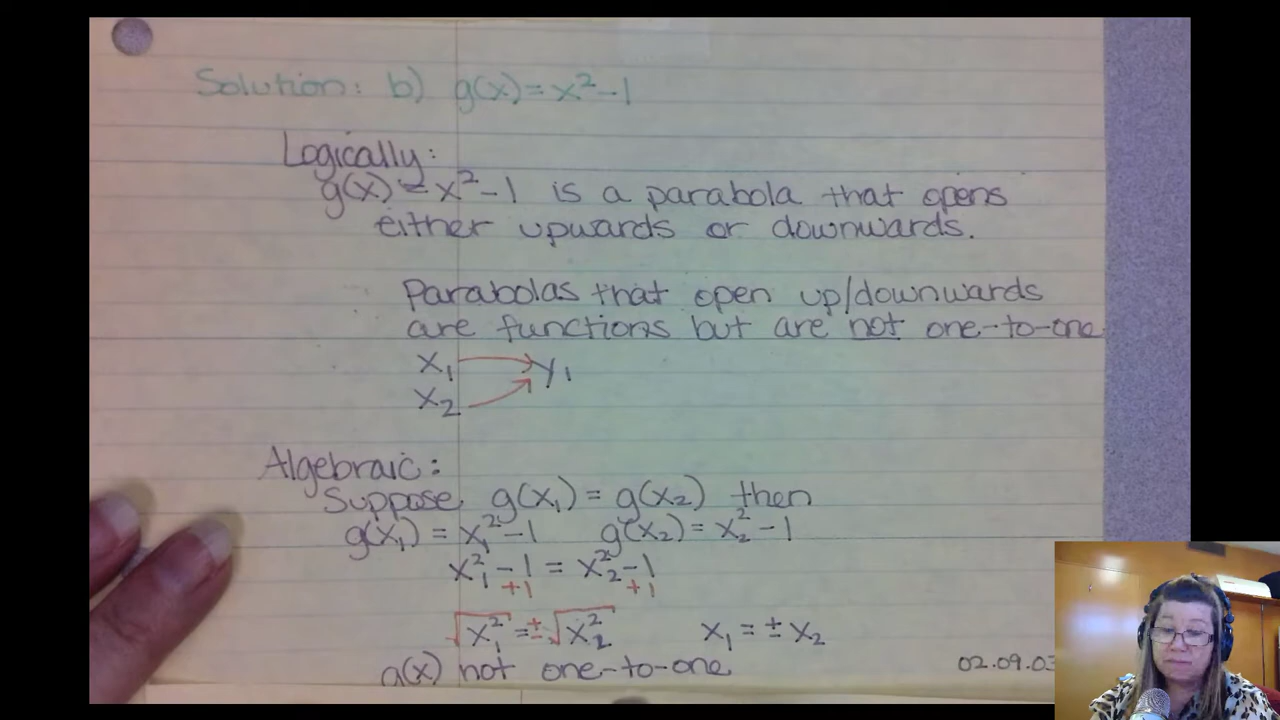 Solution: b) g(x) = x² - 1
Logically:
g(x) = x² - 1 is a parabola that opens
either upwards or downwards.
Parabolas that open up/downwards
are functions but are not one-to-one
x₁ → y₁
x₂
Algebraic:
Suppose g(x₁) = g(x₂) then
g(x₁) = x₁² - 1 g(x₂) = x₂² - 1
x₁² - 1 = x₂² - 1
+1 +1
√x₁² = ± √x₂² x₁ = ± x₂
g(x) not one-to-one
02.09.03